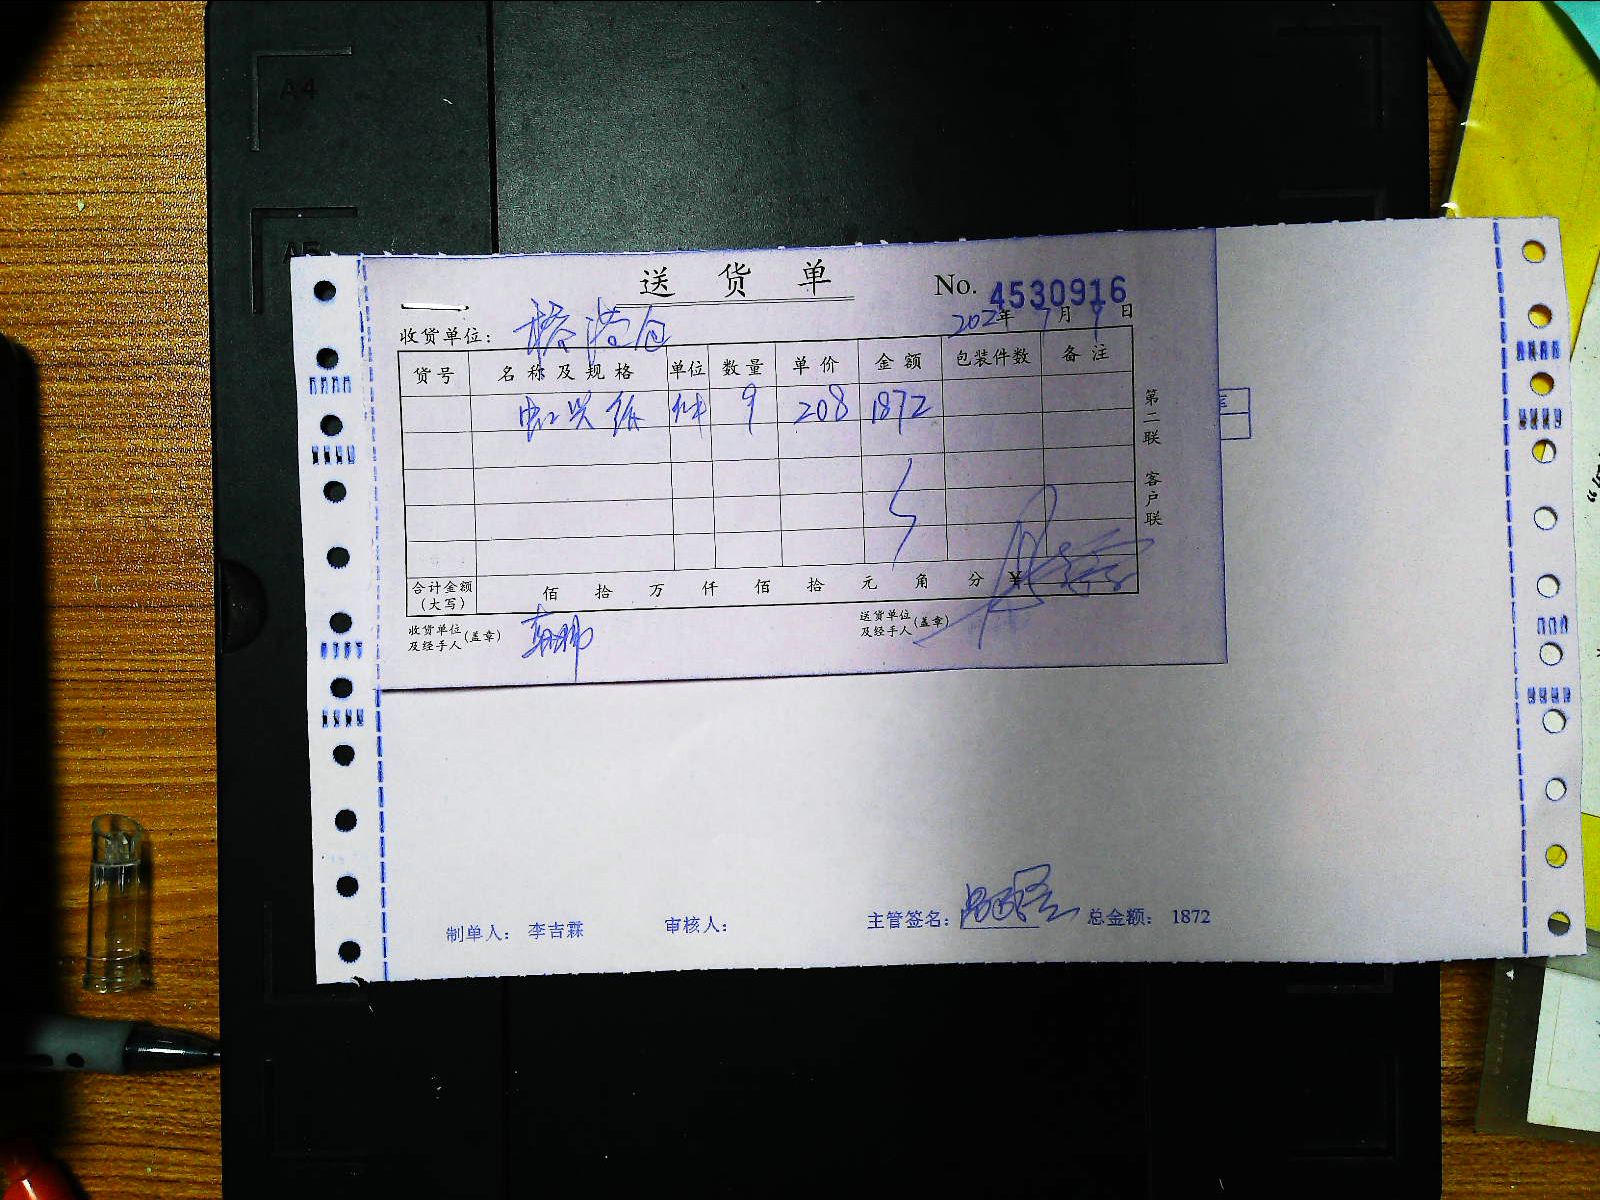 A4
A5
送货单 No. 4530916
收货单位： 年 7月 9日
货号 名称及规格 单位 数量 单价 金额 包装件数 备注
件 9 208 1872
第二联 客户联
合计金额（大写） 佰 拾 万 仟 佰 拾 元 角 分 ¥
收货单位及经手人（盖章） 送货单位及经手人（盖章）
制单人： 李吉霖 审核人： 主管签名： 总金额： 1872